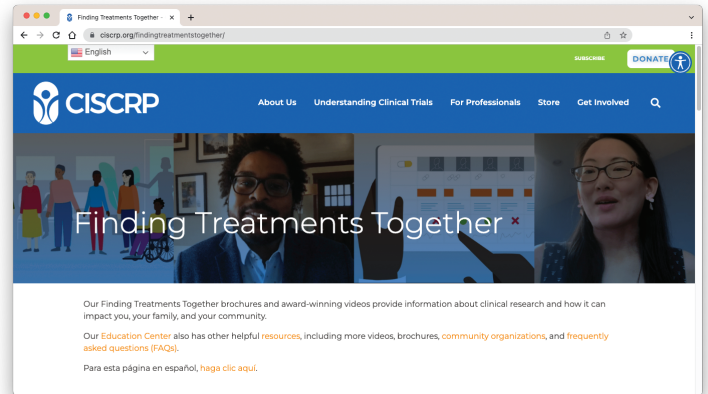 Finding Treatments Together -
ciscrp.org/findingtreatmentstogether/
English
SUBSCRIBE
DONATE
CISCRP
About Us
Understanding Clinical Trials
For Professionals
Store
Get Involved
Finding Treatments Together
Our Finding Treatments Together brochures and award-winning videos provide information about clinical research and how it can
impact you, your family, and your community.
Our Education Center also has other helpful resources, including more videos, brochures, community organizations, and frequently
asked questions (FAQs).
Para esta página en español, haga clic aquí.